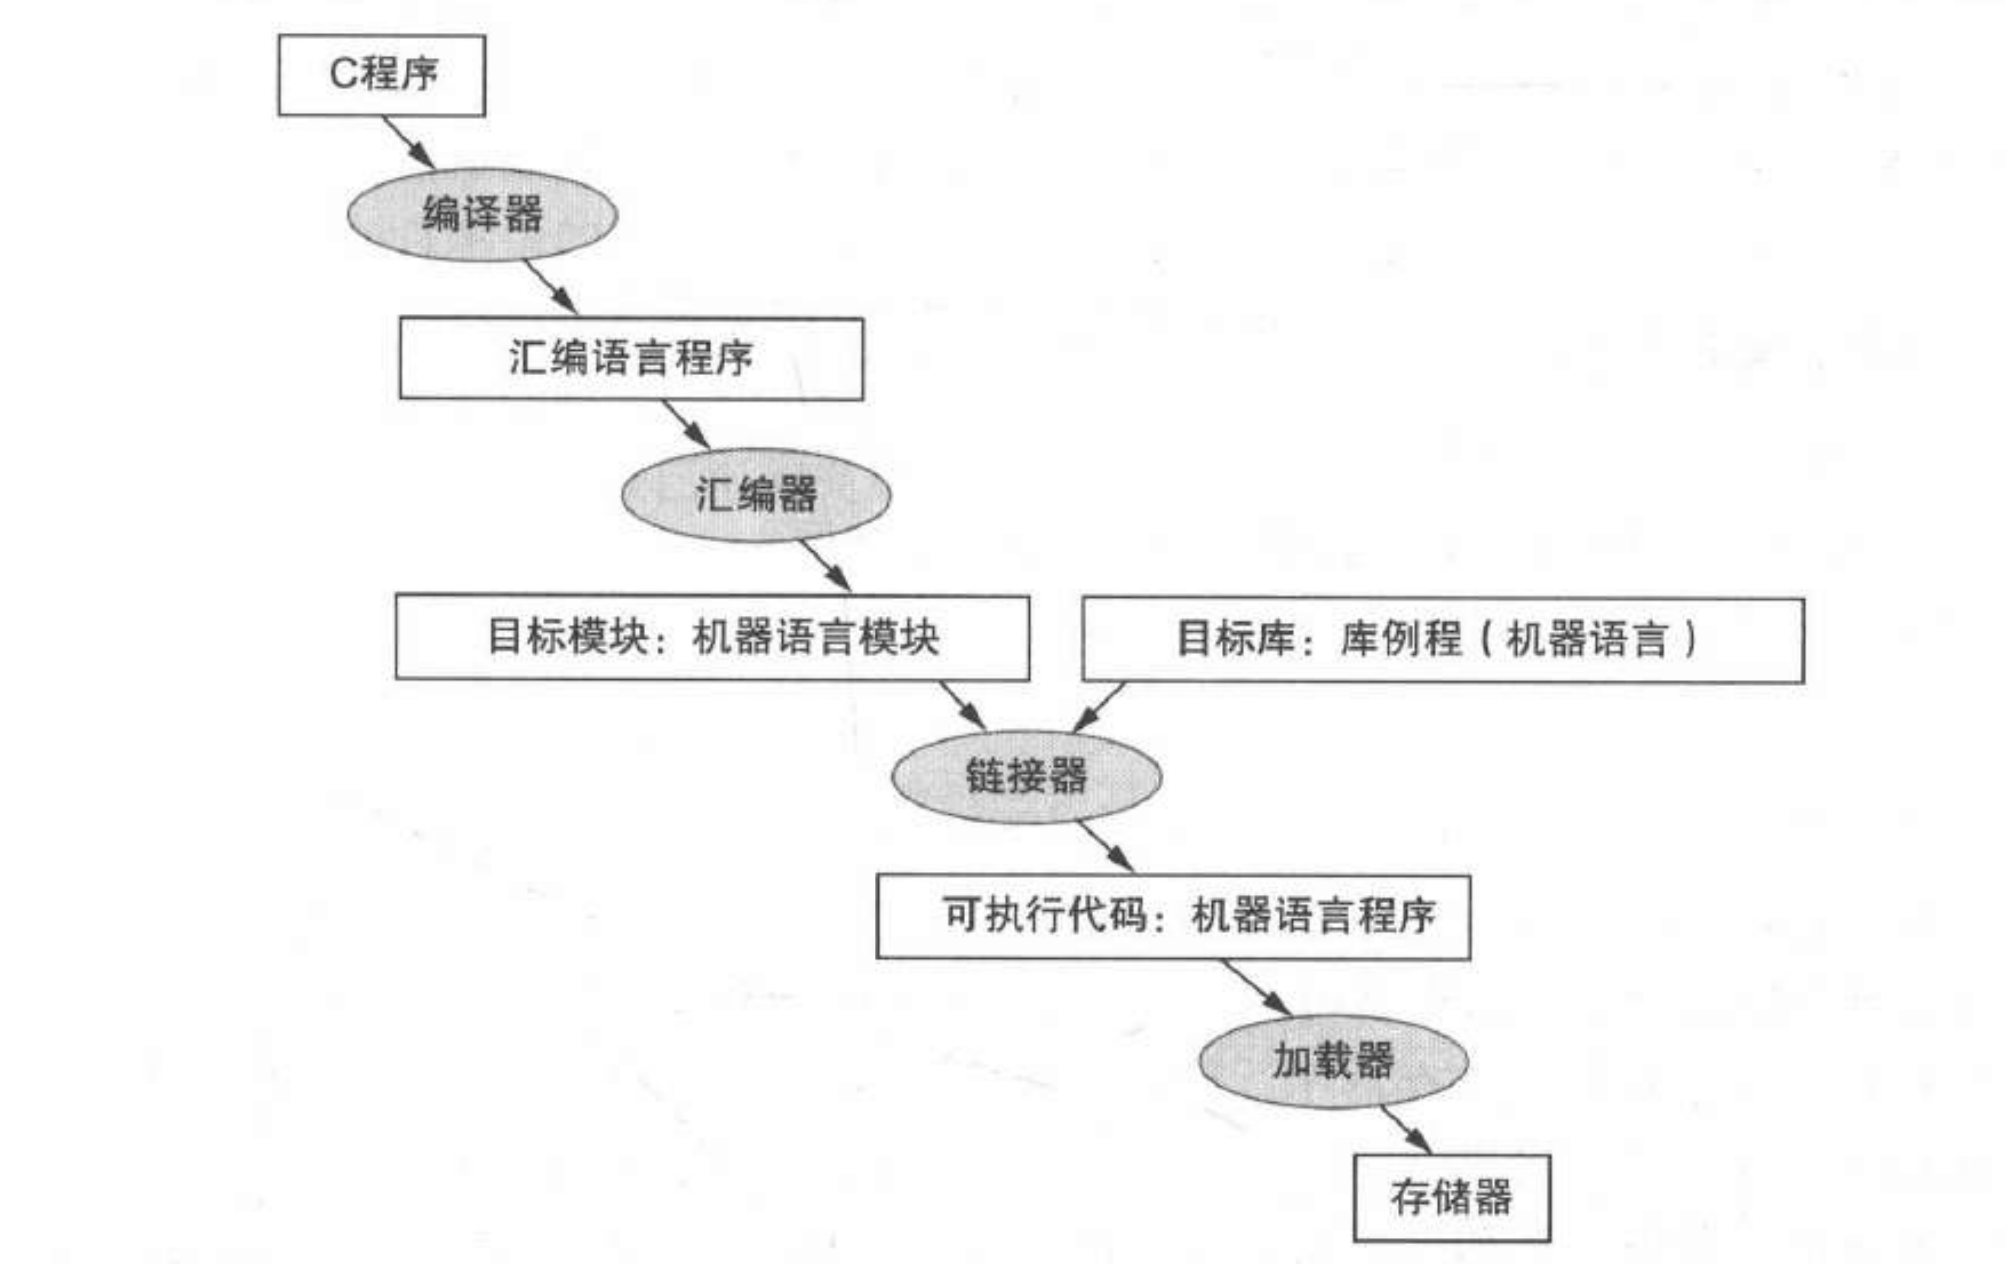 C程序
编译器
汇编语言程序
汇编器
目标模块：机器语言模块
目标库：库例程（机器语言）
链接器
可执行代码：机器语言程序
加载器
存储器